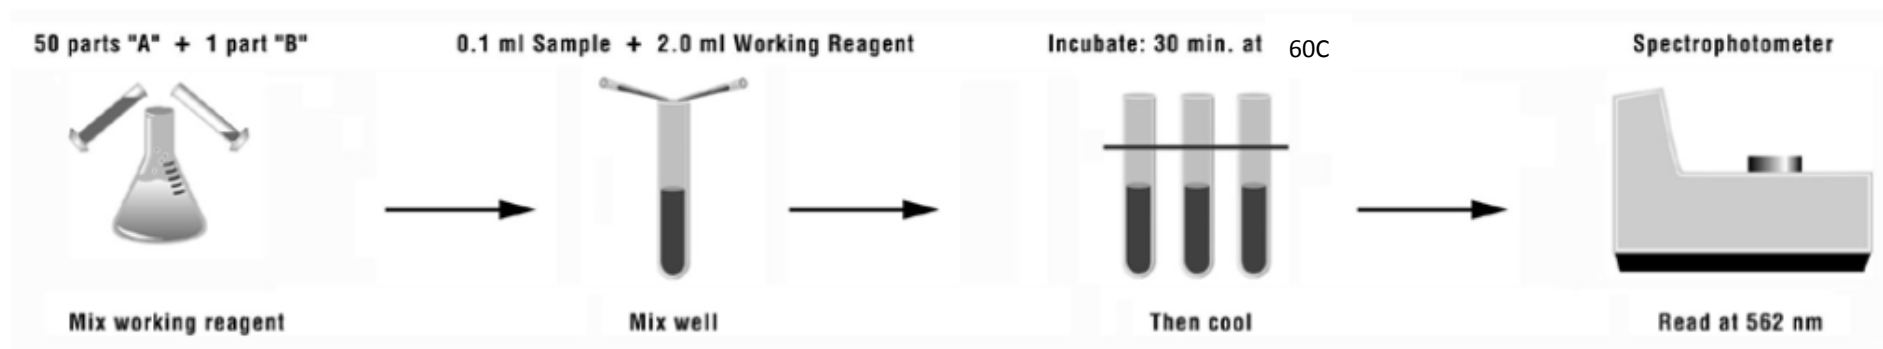 50 parts "A" + 1 part "B"
0.1 ml Sample + 2.0 ml Working Reagent
Incubate: 30 min. at 60C
Spectrophotometer
Mix working reagent
Mix well
Then cool
Read at 562 nm